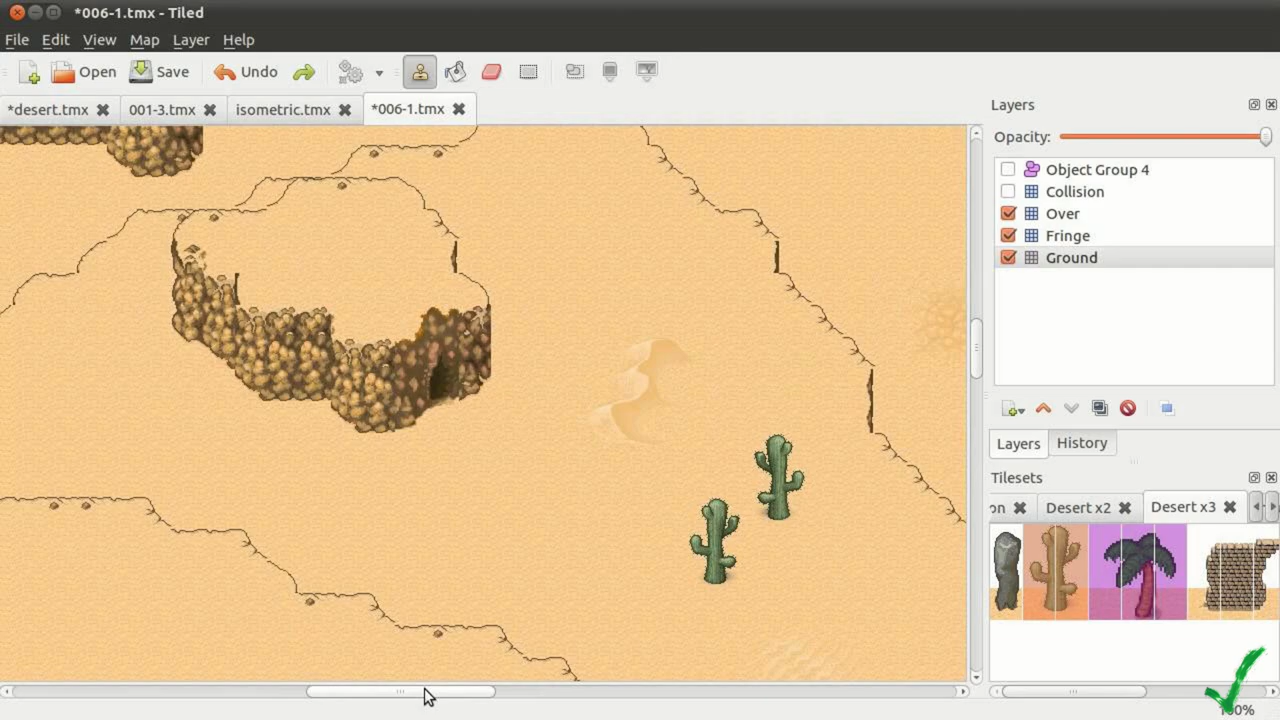 *006-1.tmx - Tiled
File Edit View Map Layer Help
Open Save Undo
*desert.tmx 001-3.tmx isometric.tmx *006-1.tmx
Layers
Opacity:
Object Group 4
Collision
Over
Fringe
Ground
Layers History
Tilesets
on Desert x2 Desert x3